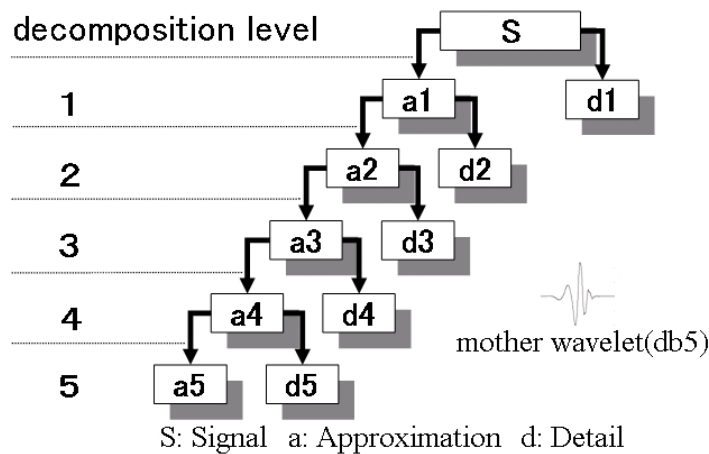 decomposition level
S
1
a1
d1
2
a2
d2
3
a3
d3
4
a4
d4
mother wavelet(db5)
5
a5
d5
S: Signal a: Approximation d: Detail